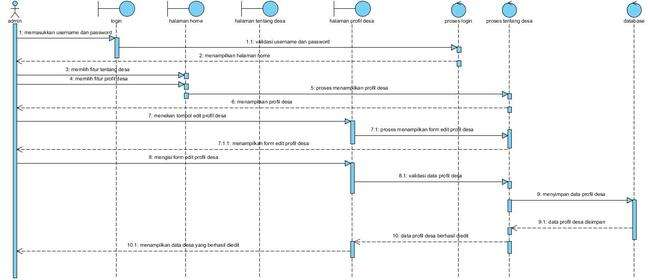 admin
login
halaman home
halaman tentang desa
halaman profil desa
proses login
proses tentang desa
database
1: memasukkan username dan password
1.1: validasi username dan password
2: menampilkan halaman home
3: memilih fitur tentang desa
4: memilih fitur profil desa
5: proses menampilkan profil desa
6: menampilkan profil desa
7: menekan tombol edit profil desa
7.1: proses menampilkan form edit profil desa
7.1.1: menampilkan form edit profil desa
8: mengisi form edit profil desa
8.1: validasi data profil desa
9: menyimpan data profil desa
9.1: data profil desa disimpan
10: data profil desa berhasil diedit
10.1: menampilkan data desa yang berhasil diedit